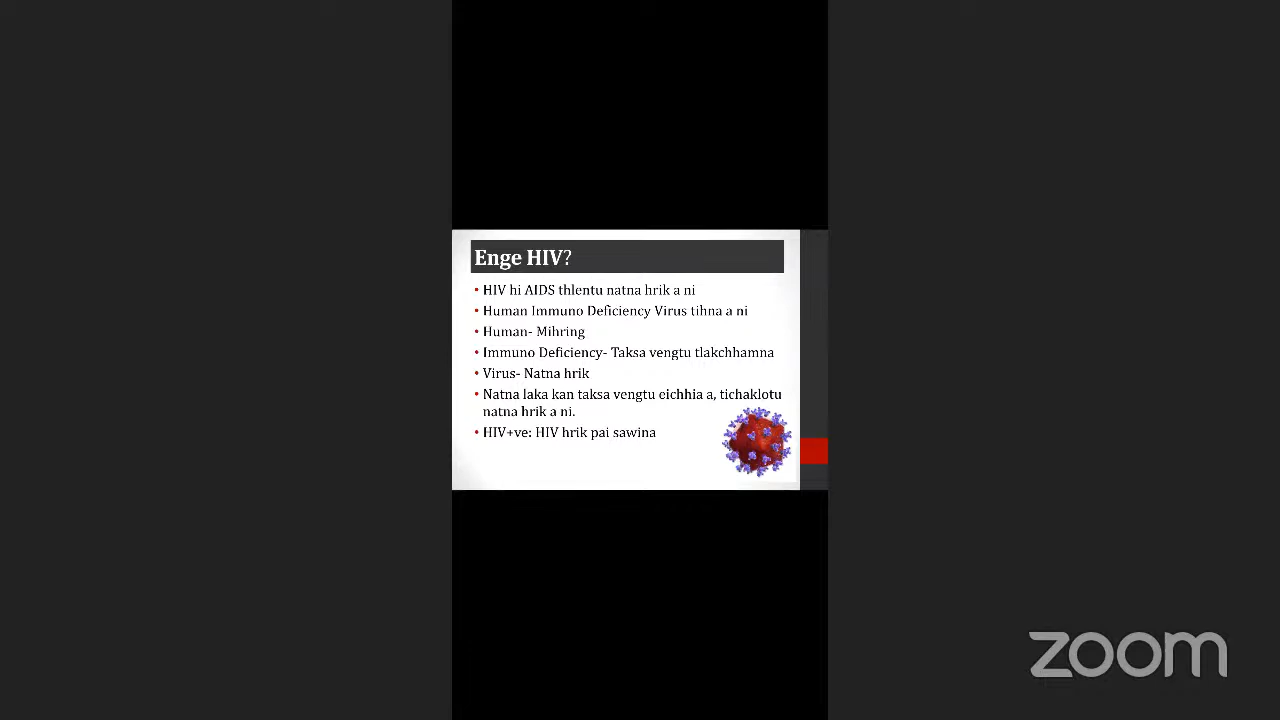 Enge HIV?
• HIV hi AIDS thlentu natna hrik a ni
• Human Immuno Deficiency Virus tihna a ni
• Human- Mihring
• Immuno Deficiency- Taksa vengtu tlakchhamna
• Virus- Natna hrik
• Natna laka kan taksa vengtu eichhia a, tichaklotu
natna hrik a ni.
• HIV+ve: HIV hrik pai sawina
zoom